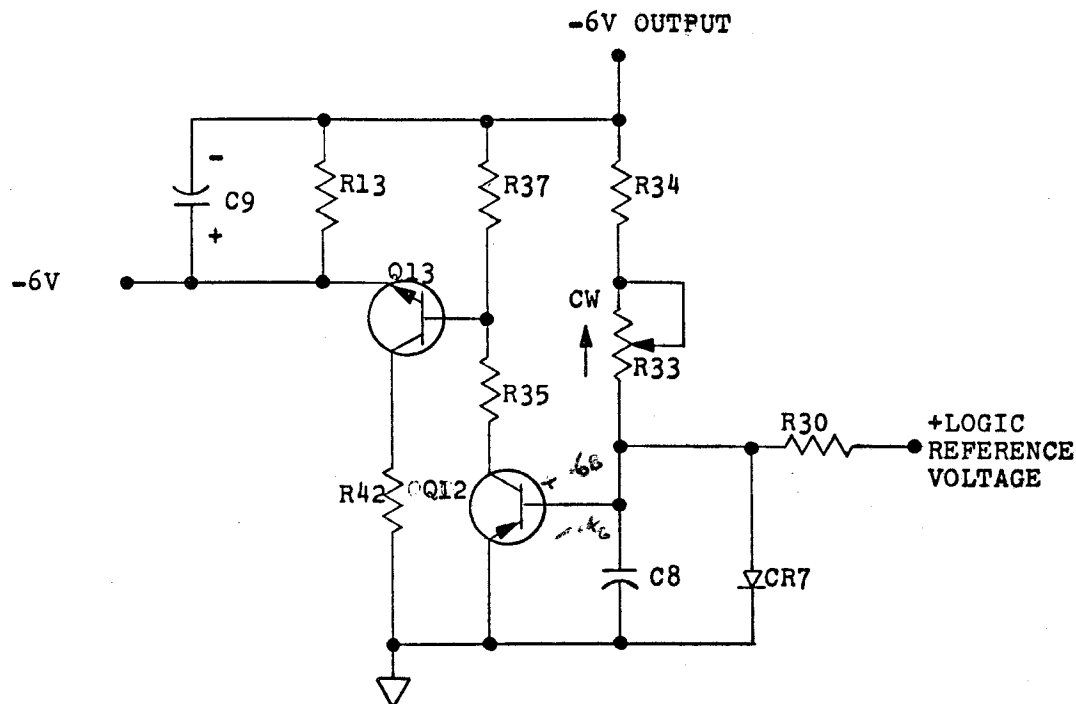 -6V OUTPUT
-
R13
R37
R34
C9
+
-6V
Q13
CW
R33
R35
R30
+LOGIC
REFERENCE
VOLTAGE
R42
Q12
+
C8
CR7